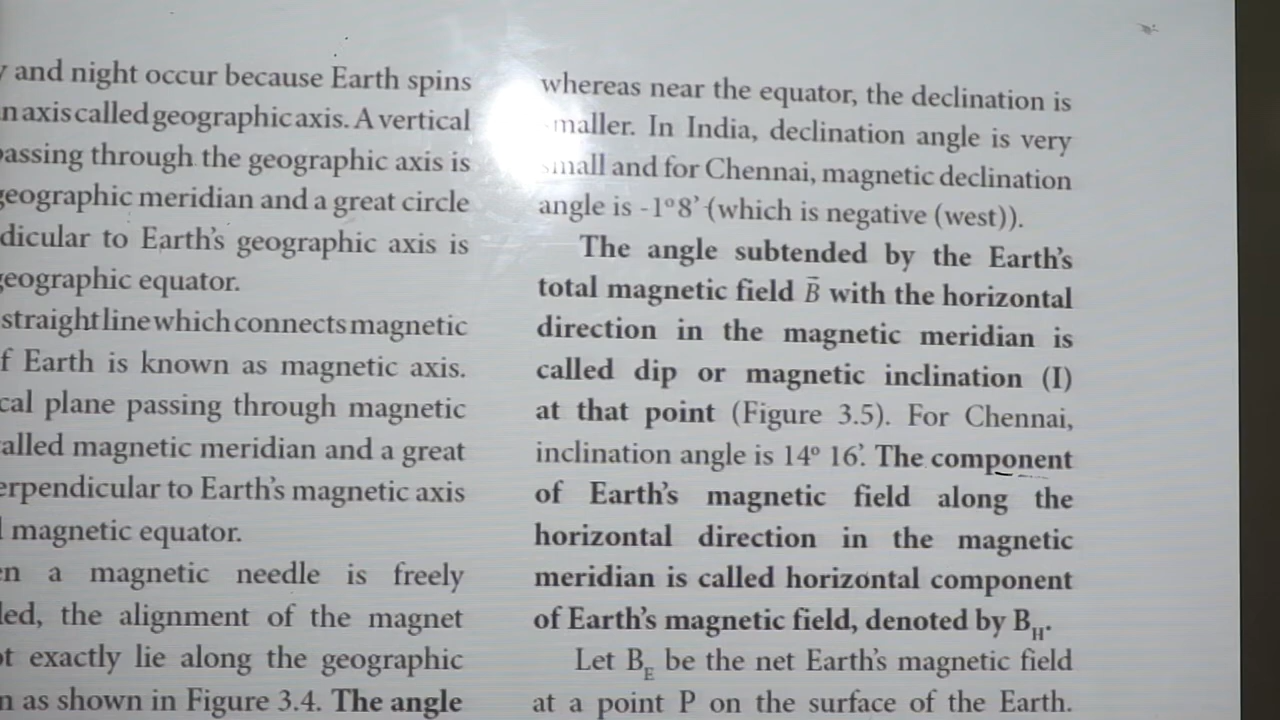 and night occur because Earth spins
axis called geographic axis. A vertical
passing through the geographic axis is
geographic meridian and a great circle
dicular to Earth's geographic axis is
geographic equator.
straight line which connects magnetic
f Earth is known as magnetic axis.
cal plane passing through magnetic
alled magnetic meridian and a great
erpendicular to Earth's magnetic axis
magnetic equator.
en a magnetic needle is freely
led, the alignment of the magnet
ot exactly lie along the geographic
n as shown in Figure 3.4. The angle
whereas near the equator, the declination is
smaller. In India, declination angle is very
small and for Chennai, magnetic declination
angle is -1º8' (which is negative (west)).
The angle subtended by the Earth's
total magnetic field B⃗ with the horizontal
direction in the magnetic meridian is
called dip or magnetic inclination (I)
at that point (Figure 3.5). For Chennai,
inclination angle is 14º 16'. The component
of Earth's magnetic field along the
horizontal direction in the magnetic
meridian is called horizontal component
of Earth's magnetic field, denoted by B_H.
Let B_E be the net Earth's magnetic field
at a point P on the surface of the Earth.